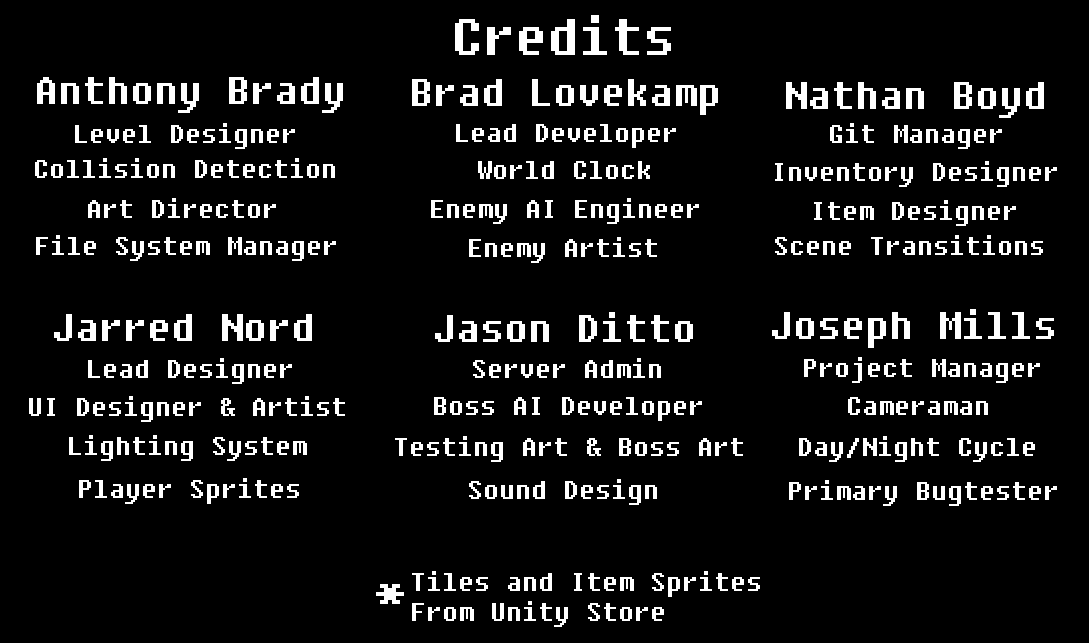 Credits
Anthony Brady
Level Designer
Collision Detection
Art Director
File System Manager
Brad Lovekamp
Lead Developer
World Clock
Enemy AI Engineer
Enemy Artist
Nathan Boyd
Git Manager
Inventory Designer
Item Designer
Scene Transitions
Jarred Nord
Lead Designer
UI Designer & Artist
Lighting System
Player Sprites
Jason Ditto
Server Admin
Boss AI Developer
Testing Art & Boss Art
Sound Design
Joseph Mills
Project Manager
Cameraman
Day/Night Cycle
Primary Bugtester
*Tiles and Item Sprites
From Unity Store